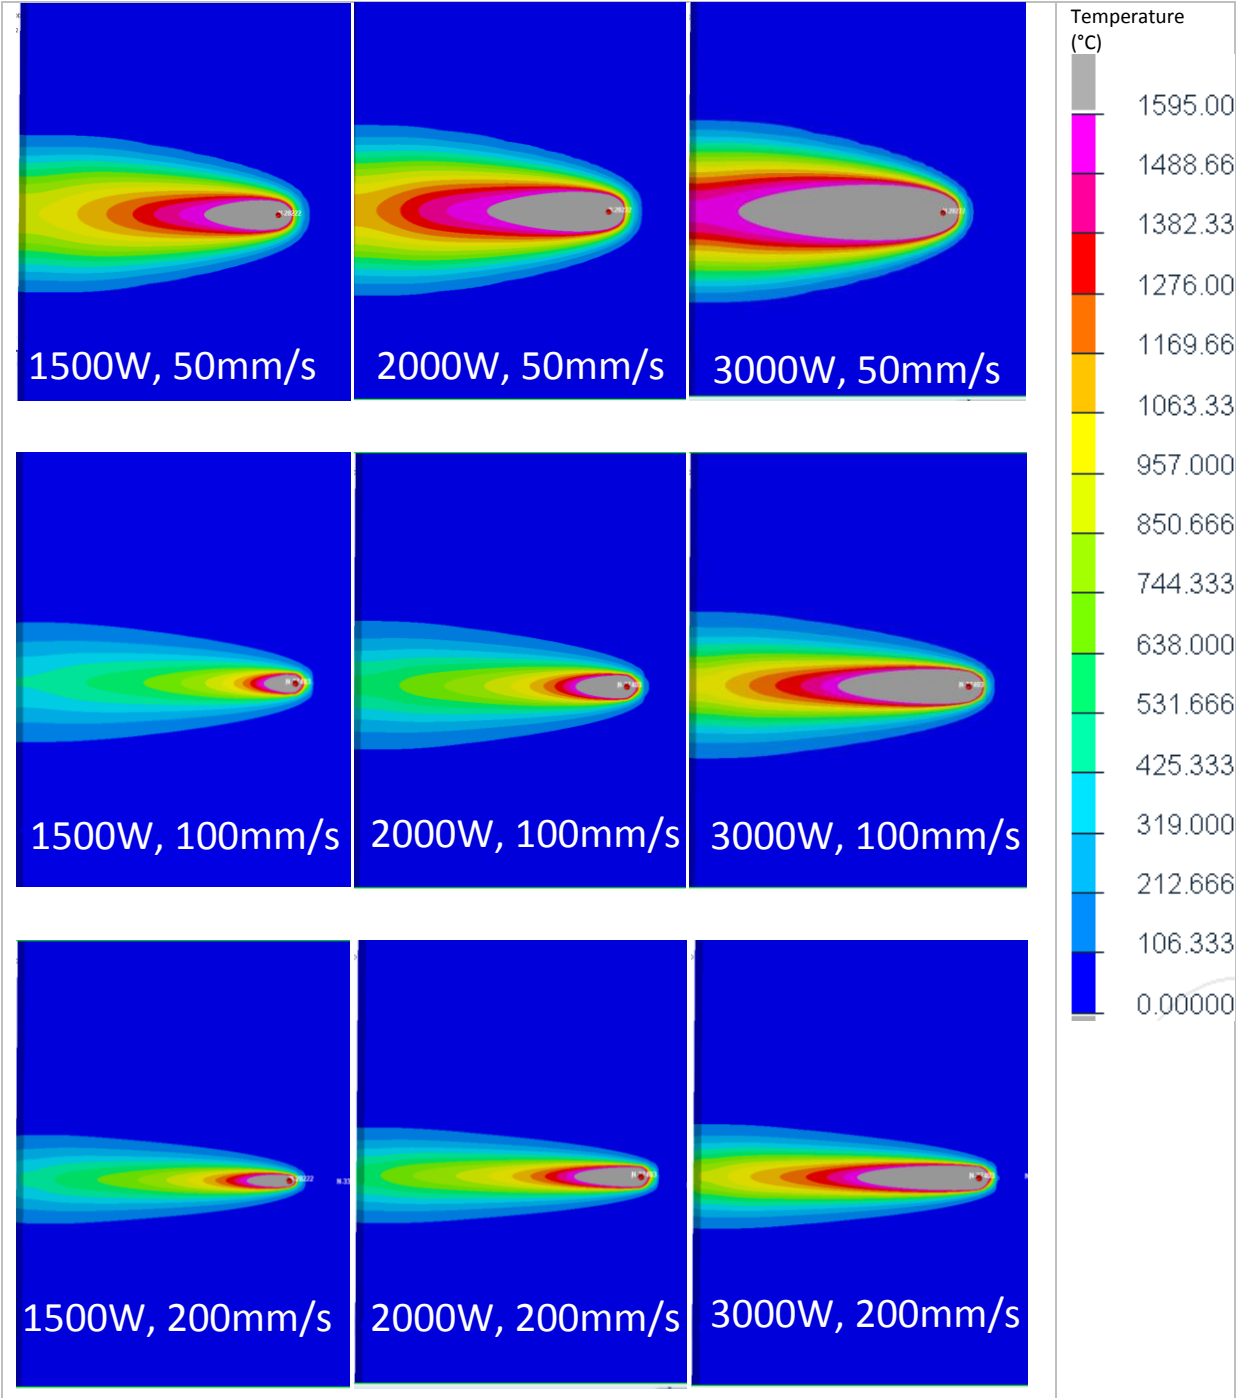 Temperature
(°C)
1595.00
1488.66
1382.33
1276.00
1169.66
1063.33
957.000
850.666
744.333
638.000
531.666
425.333
319.000
212.666
106.333
0.00000
1500W, 50mm/s
2000W, 50mm/s
3000W, 50mm/s
1500W, 100mm/s
2000W, 100mm/s
3000W, 100mm/s
1500W, 200mm/s
2000W, 200mm/s
3000W, 200mm/s